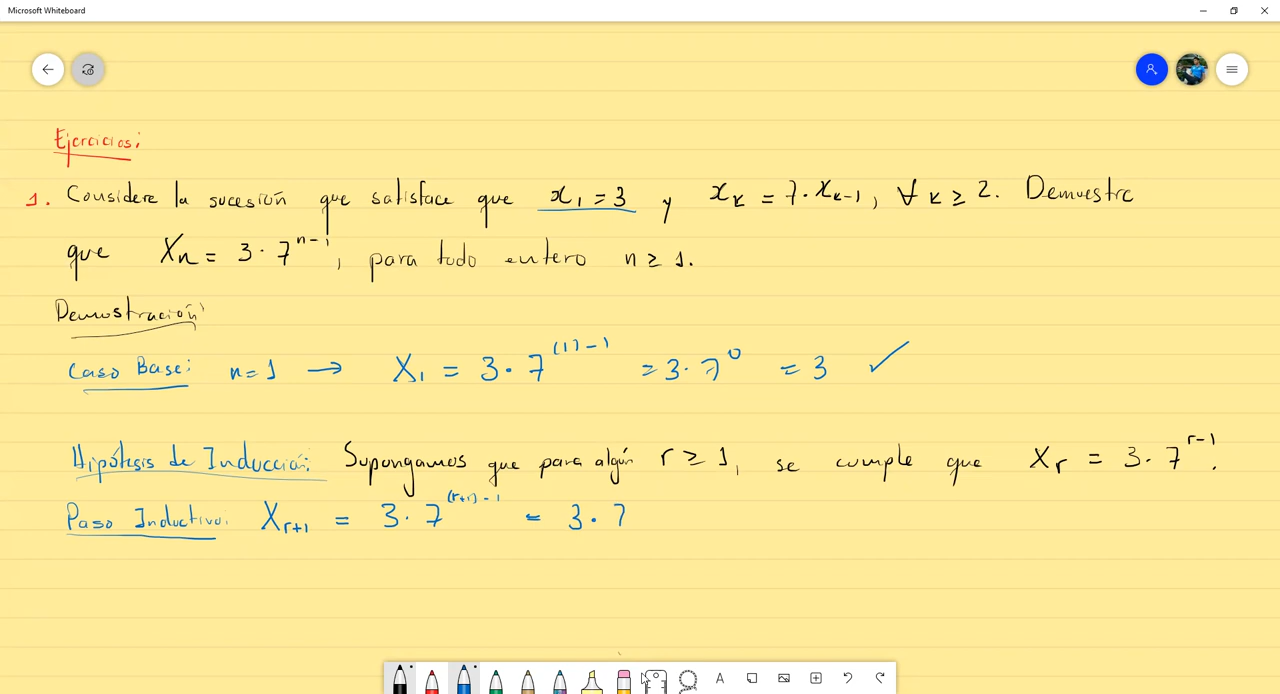 Microsoft Whiteboard
Ejercicios:
1. Considere la sucesión que satisface que x₁ = 3 y xₖ = 7·xₖ₋₁, ∀ k ≥ 2. Demuestre
que Xₙ = 3·7ⁿ⁻¹, para todo entero n ≥ 1.
Demostración:
Caso Base: n=1 → X₁ = 3·7⁽¹⁾⁻¹ = 3·7⁰ = 3 ✓
Hipótesis de Inducción: Supongamos que para algún r ≥ 1, se cumple que Xᵣ = 3·7ʳ⁻¹.
Paso Inductivo: Xᵣ₊₁ = 3·7⁽ʳ⁺¹⁾⁻¹ = 3·7